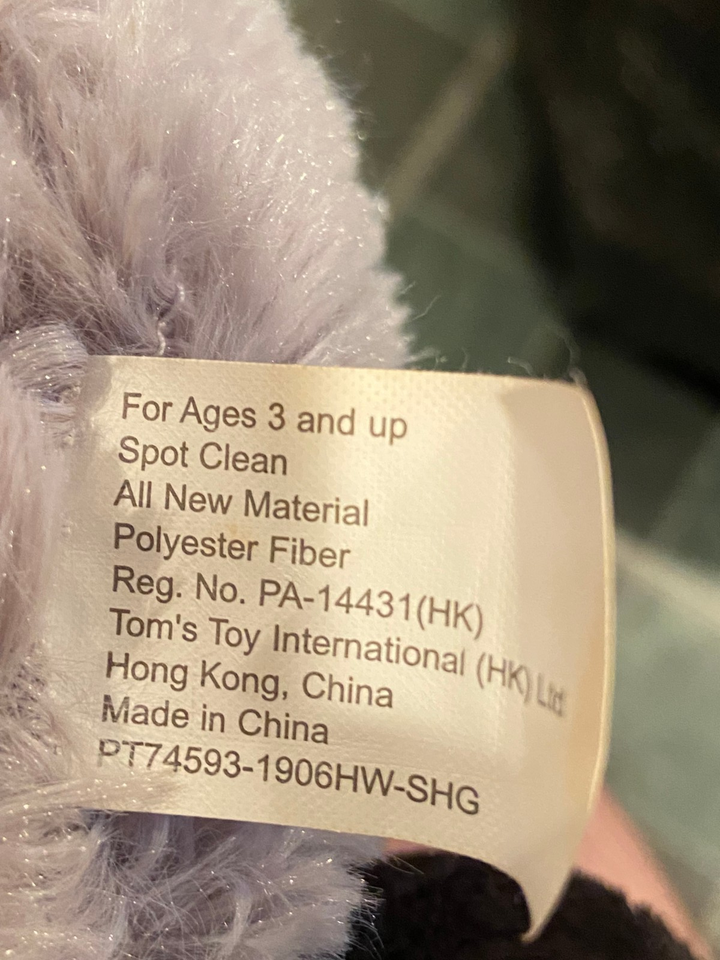 For Ages 3 and up
Spot Clean
All New Material
Polyester Fiber
Reg. No. PA-14431(HK)
Tom's Toy International (HK) Ltd
Hong Kong, China
Made in China
PT74593-1906HW-SHG